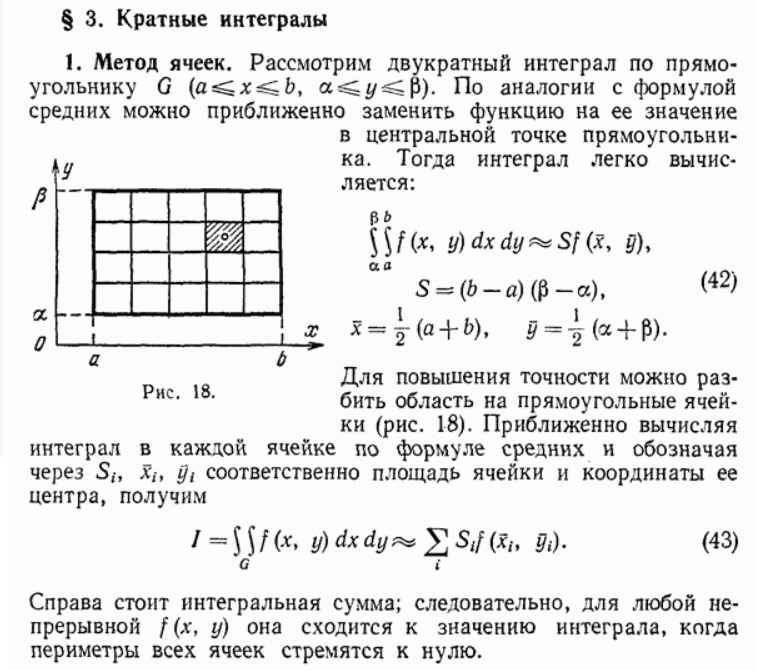 § 3. Кратные интегралы
1. Метод ячеек. Рассмотрим двукратный интеграл по прямо-
угольнику G (a ⩽ x ⩽ b, α ⩽ y ⩽ β). По аналогии с формулой
средних можно приближенно заменить функцию на ее значение
в центральной точке прямоугольни-
ка. Тогда интеграл легко вычис-
ляется:
β b
∫∫ f (x, y) dx dy ≈ Sf (x̄, ȳ),
α a
S = (b — a) (β — α),
(42)
x̄ = 1/2 (a + b), ȳ = 1/2 (α + β).
y
β
α
0
a
b
x
Рис. 18.
Для повышения точности можно раз-
бить область на прямоугольные ячей-
ки (рис. 18). Приближенно вычисляя
интеграл в каждой ячейке по формуле средних и обозначая
через Sᵢ, x̄ᵢ, ȳᵢ соответственно площадь ячейки и координаты ее
центра, получим
I = ∫∫ f (x, y) dx dy ≈ ∑ Sᵢf (x̄ᵢ, ȳᵢ). (43)
G i
Справа стоит интегральная сумма; следовательно, для любой не-
прерывной f (x, y) она сходится к значению интеграла, когда
периметры всех ячеек стремятся к нулю.